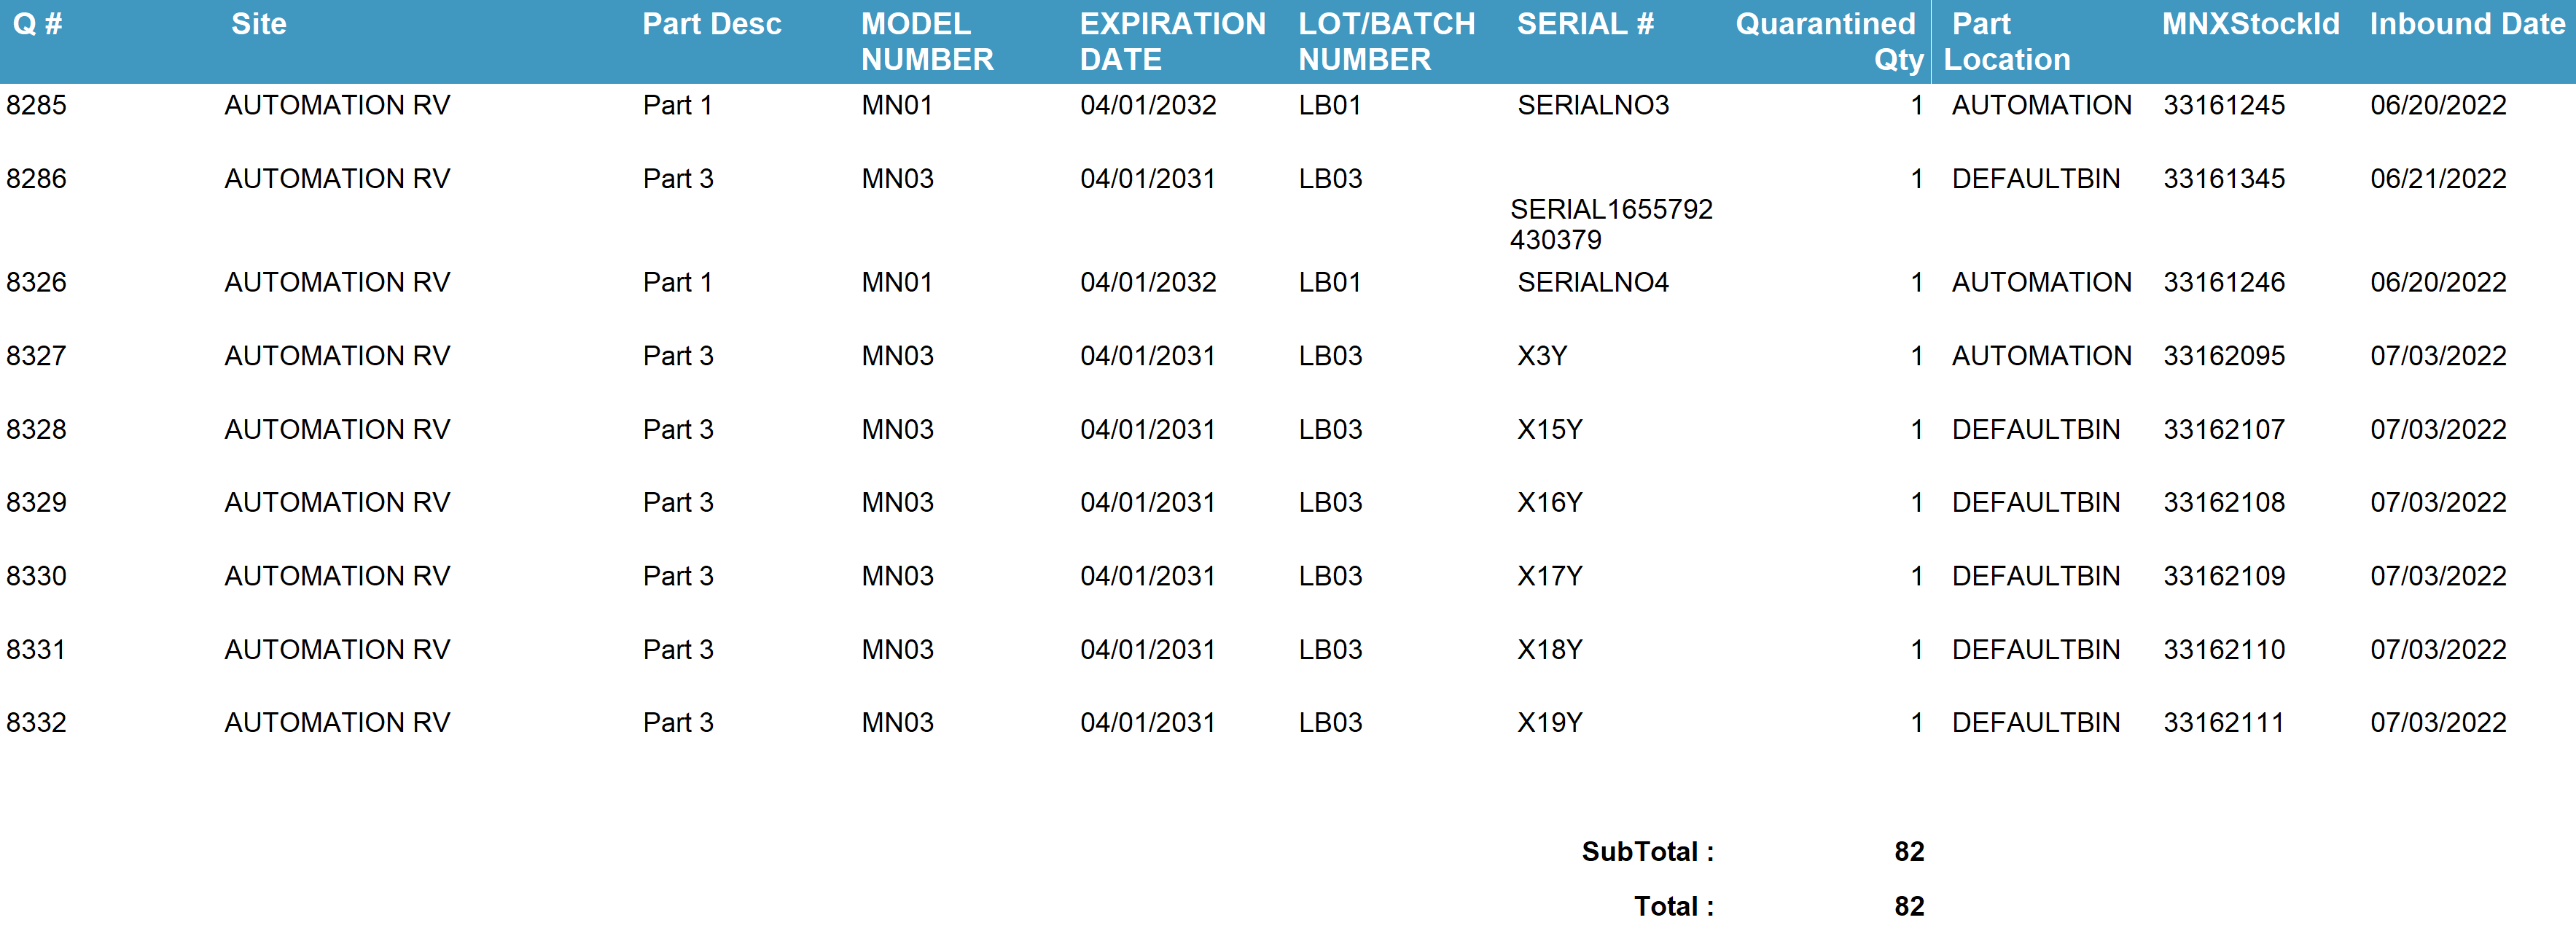 Q # Site Part Desc MODEL NUMBER EXPIRATION DATE LOT/BATCH NUMBER SERIAL # Quarantined Qty Part Location MNXStockId Inbound Date
8285 AUTOMATION RV Part 1 MN01 04/01/2032 LB01 SERIALNO3 1 AUTOMATION 33161245 06/20/2022
8286 AUTOMATION RV Part 3 MN03 04/01/2031 LB03 1 DEFAULTBIN 33161345 06/21/2022
SERIAL1655792
430379
8326 AUTOMATION RV Part 1 MN01 04/01/2032 LB01 SERIALNO4 1 AUTOMATION 33161246 06/20/2022
8327 AUTOMATION RV Part 3 MN03 04/01/2031 LB03 X3Y 1 AUTOMATION 33162095 07/03/2022
8328 AUTOMATION RV Part 3 MN03 04/01/2031 LB03 X15Y 1 DEFAULTBIN 33162107 07/03/2022
8329 AUTOMATION RV Part 3 MN03 04/01/2031 LB03 X16Y 1 DEFAULTBIN 33162108 07/03/2022
8330 AUTOMATION RV Part 3 MN03 04/01/2031 LB03 X17Y 1 DEFAULTBIN 33162109 07/03/2022
8331 AUTOMATION RV Part 3 MN03 04/01/2031 LB03 X18Y 1 DEFAULTBIN 33162110 07/03/2022
8332 AUTOMATION RV Part 3 MN03 04/01/2031 LB03 X19Y 1 DEFAULTBIN 33162111 07/03/2022
SubTotal : 82
Total : 82